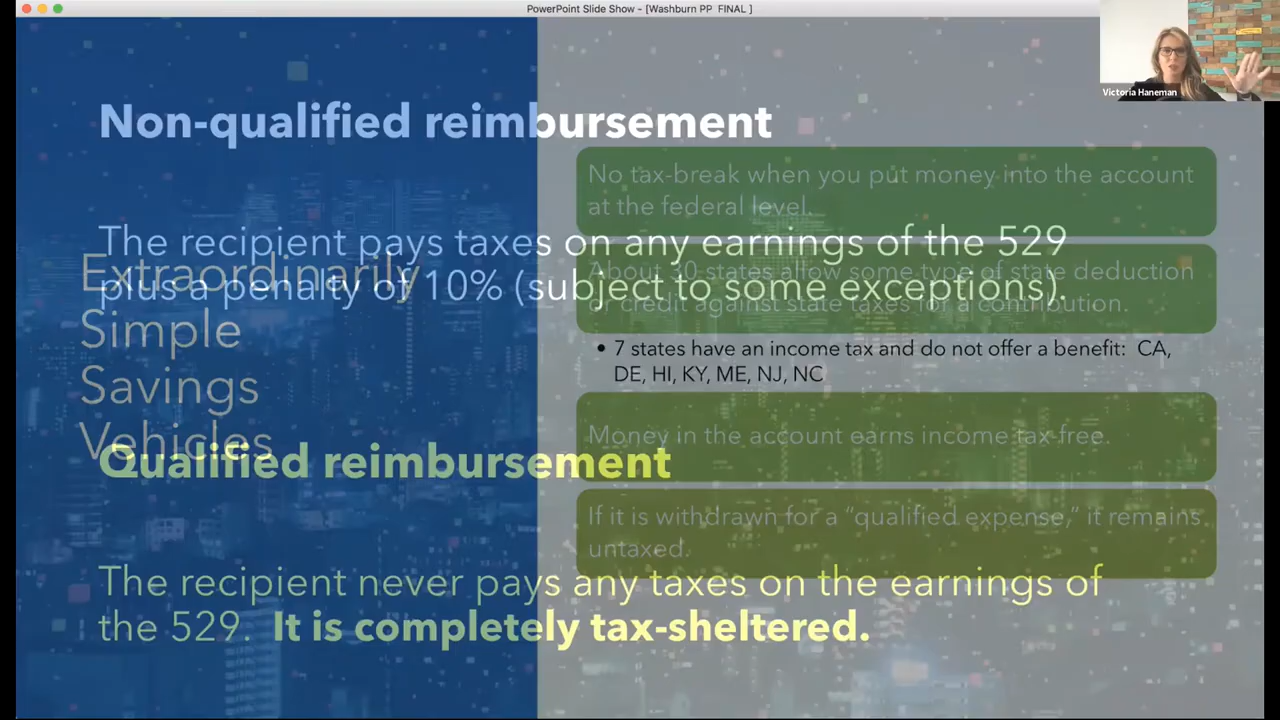 PowerPoint Slide Show - [Washburn PP FINAL ]
Victoria Haneman
Non-qualified reimbursement
The recipient pays taxes on any earnings of the 529
plus a penalty of 10% (subject to some exceptions).
Qualified reimbursement
The recipient never pays any taxes on the earnings of
the 529. It is completely tax-sheltered.
Extraordinarily
Simple
Savings
Vehicles
No tax-break when you put money into the account
at the federal level.
About 30 states allow some type of state deduction
or credit against state taxes for a contribution.
• 7 states have an income tax and do not offer a benefit: CA,
DE, HI, KY, ME, NJ, NC
Money in the account earns income tax free.
If it is withdrawn for a “qualified expense,” it remains
untaxed.